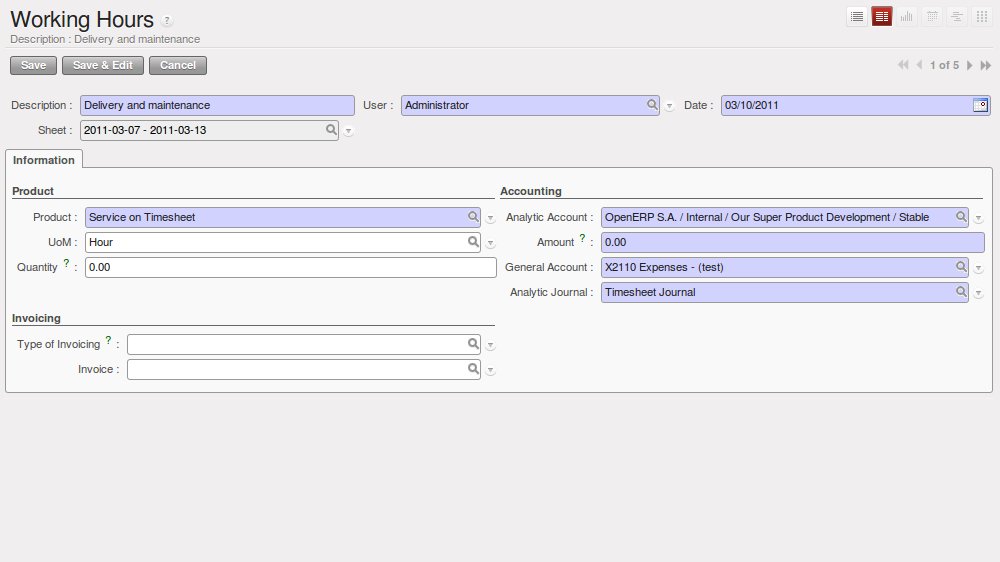 Working Hours ?
Description : Delivery and maintenance
Save Save & Edit Cancel 1 of 5
Description : Delivery and maintenance User : Administrator Date : 03/10/2011
Sheet : 2011-03-07 - 2011-03-13
Information
Product Accounting
Product : Service on Timesheet Analytic Account : OpenERP S.A. / Internal / Our Super Product Development / Stable
UoM : Hour Amount ? : 0.00
Quantity ? : 0.00 General Account : X2110 Expenses - (test)
Analytic Journal : Timesheet Journal
Invoicing
Type of Invoicing ? :
Invoice :